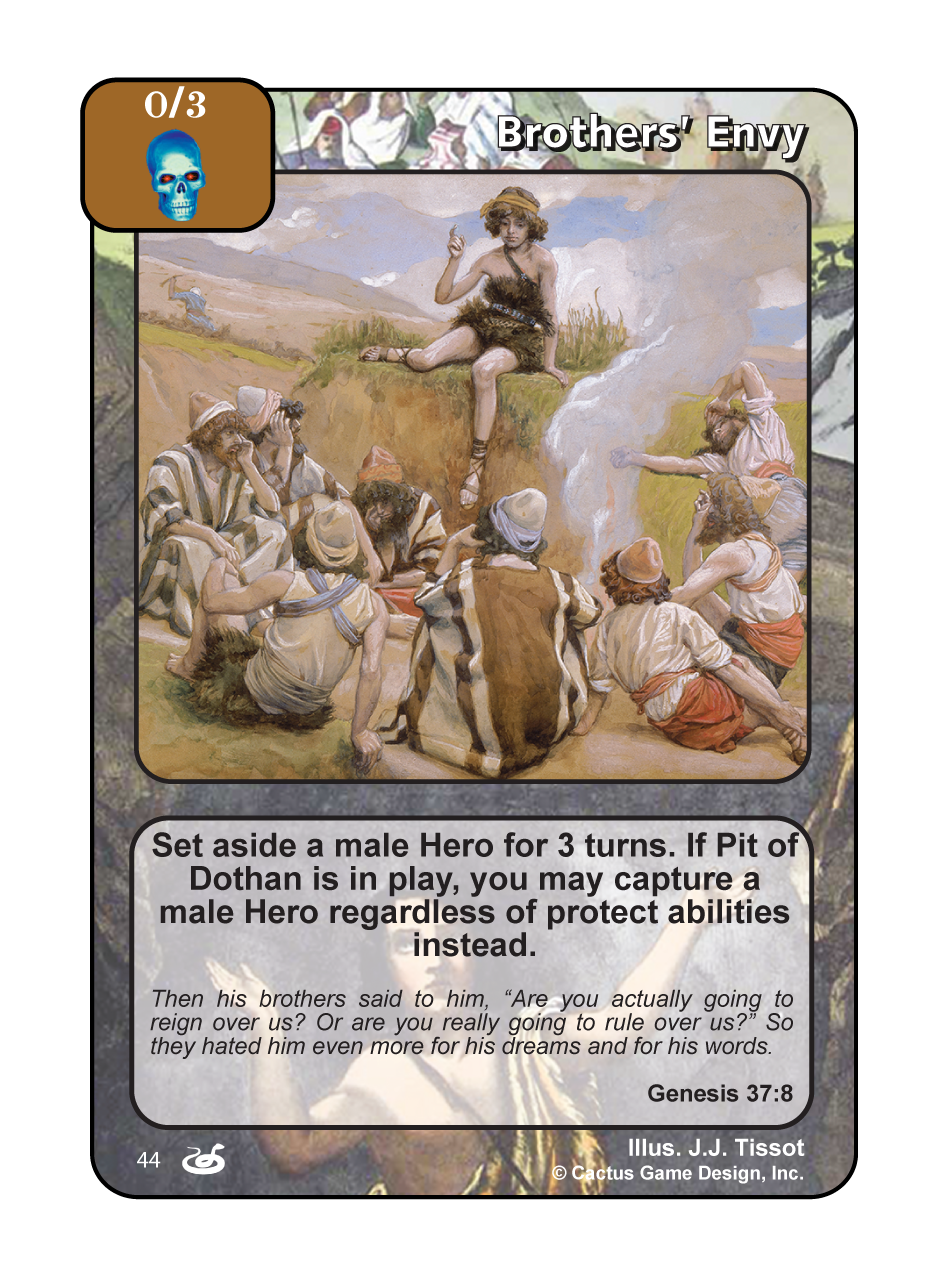 0/3
Brothers' Envy
Set aside a male Hero for 3 turns. If Pit of
Dothan is in play, you may capture a
male Hero regardless of protect abilities
instead.
Then his brothers said to him, “Are you actually going to
reign over us? Or are you really going to rule over us?” So
they hated him even more for his dreams and for his words.
Genesis 37:8
44
Illus. J.J. Tissot
© Cactus Game Design, Inc.